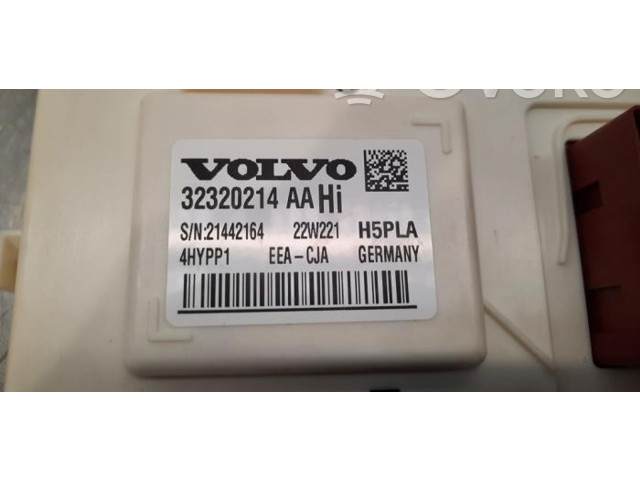 VOLVO
32320214 AA Hi
S/N:21442164 22W221 H5PLA
4HYPP1 EEA-CJA GERMANY